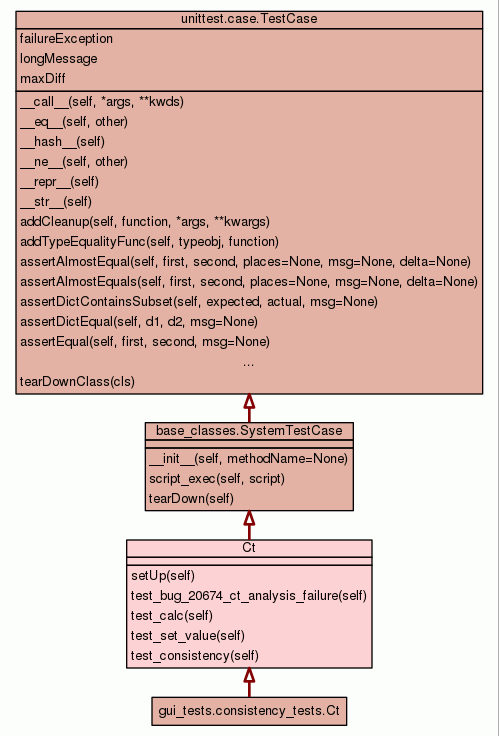 unittest.case.TestCase
failureException
longMessage
maxDiff
__call__(self, *args, **kwds)
__eq__(self, other)
__hash__(self)
__ne__(self, other)
__repr__(self)
__str__(self)
addCleanup(self, function, *args, **kwargs)
addTypeEqualityFunc(self, typeobj, function)
assertAlmostEqual(self, first, second, places=None, msg=None, delta=None)
assertAlmostEquals(self, first, second, places=None, msg=None, delta=None)
assertDictContainsSubset(self, expected, actual, msg=None)
assertDictEqual(self, d1, d2, msg=None)
assertEqual(self, first, second, msg=None)
...
tearDownClass(cls)
base_classes.SystemTestCase
__init__(self, methodName=None)
script_exec(self, script)
tearDown(self)
Ct
setUp(self)
test_bug_20674_ct_analysis_failure(self)
test_calc(self)
test_set_value(self)
test_consistency(self)
gui_tests.consistency_tests.Ct